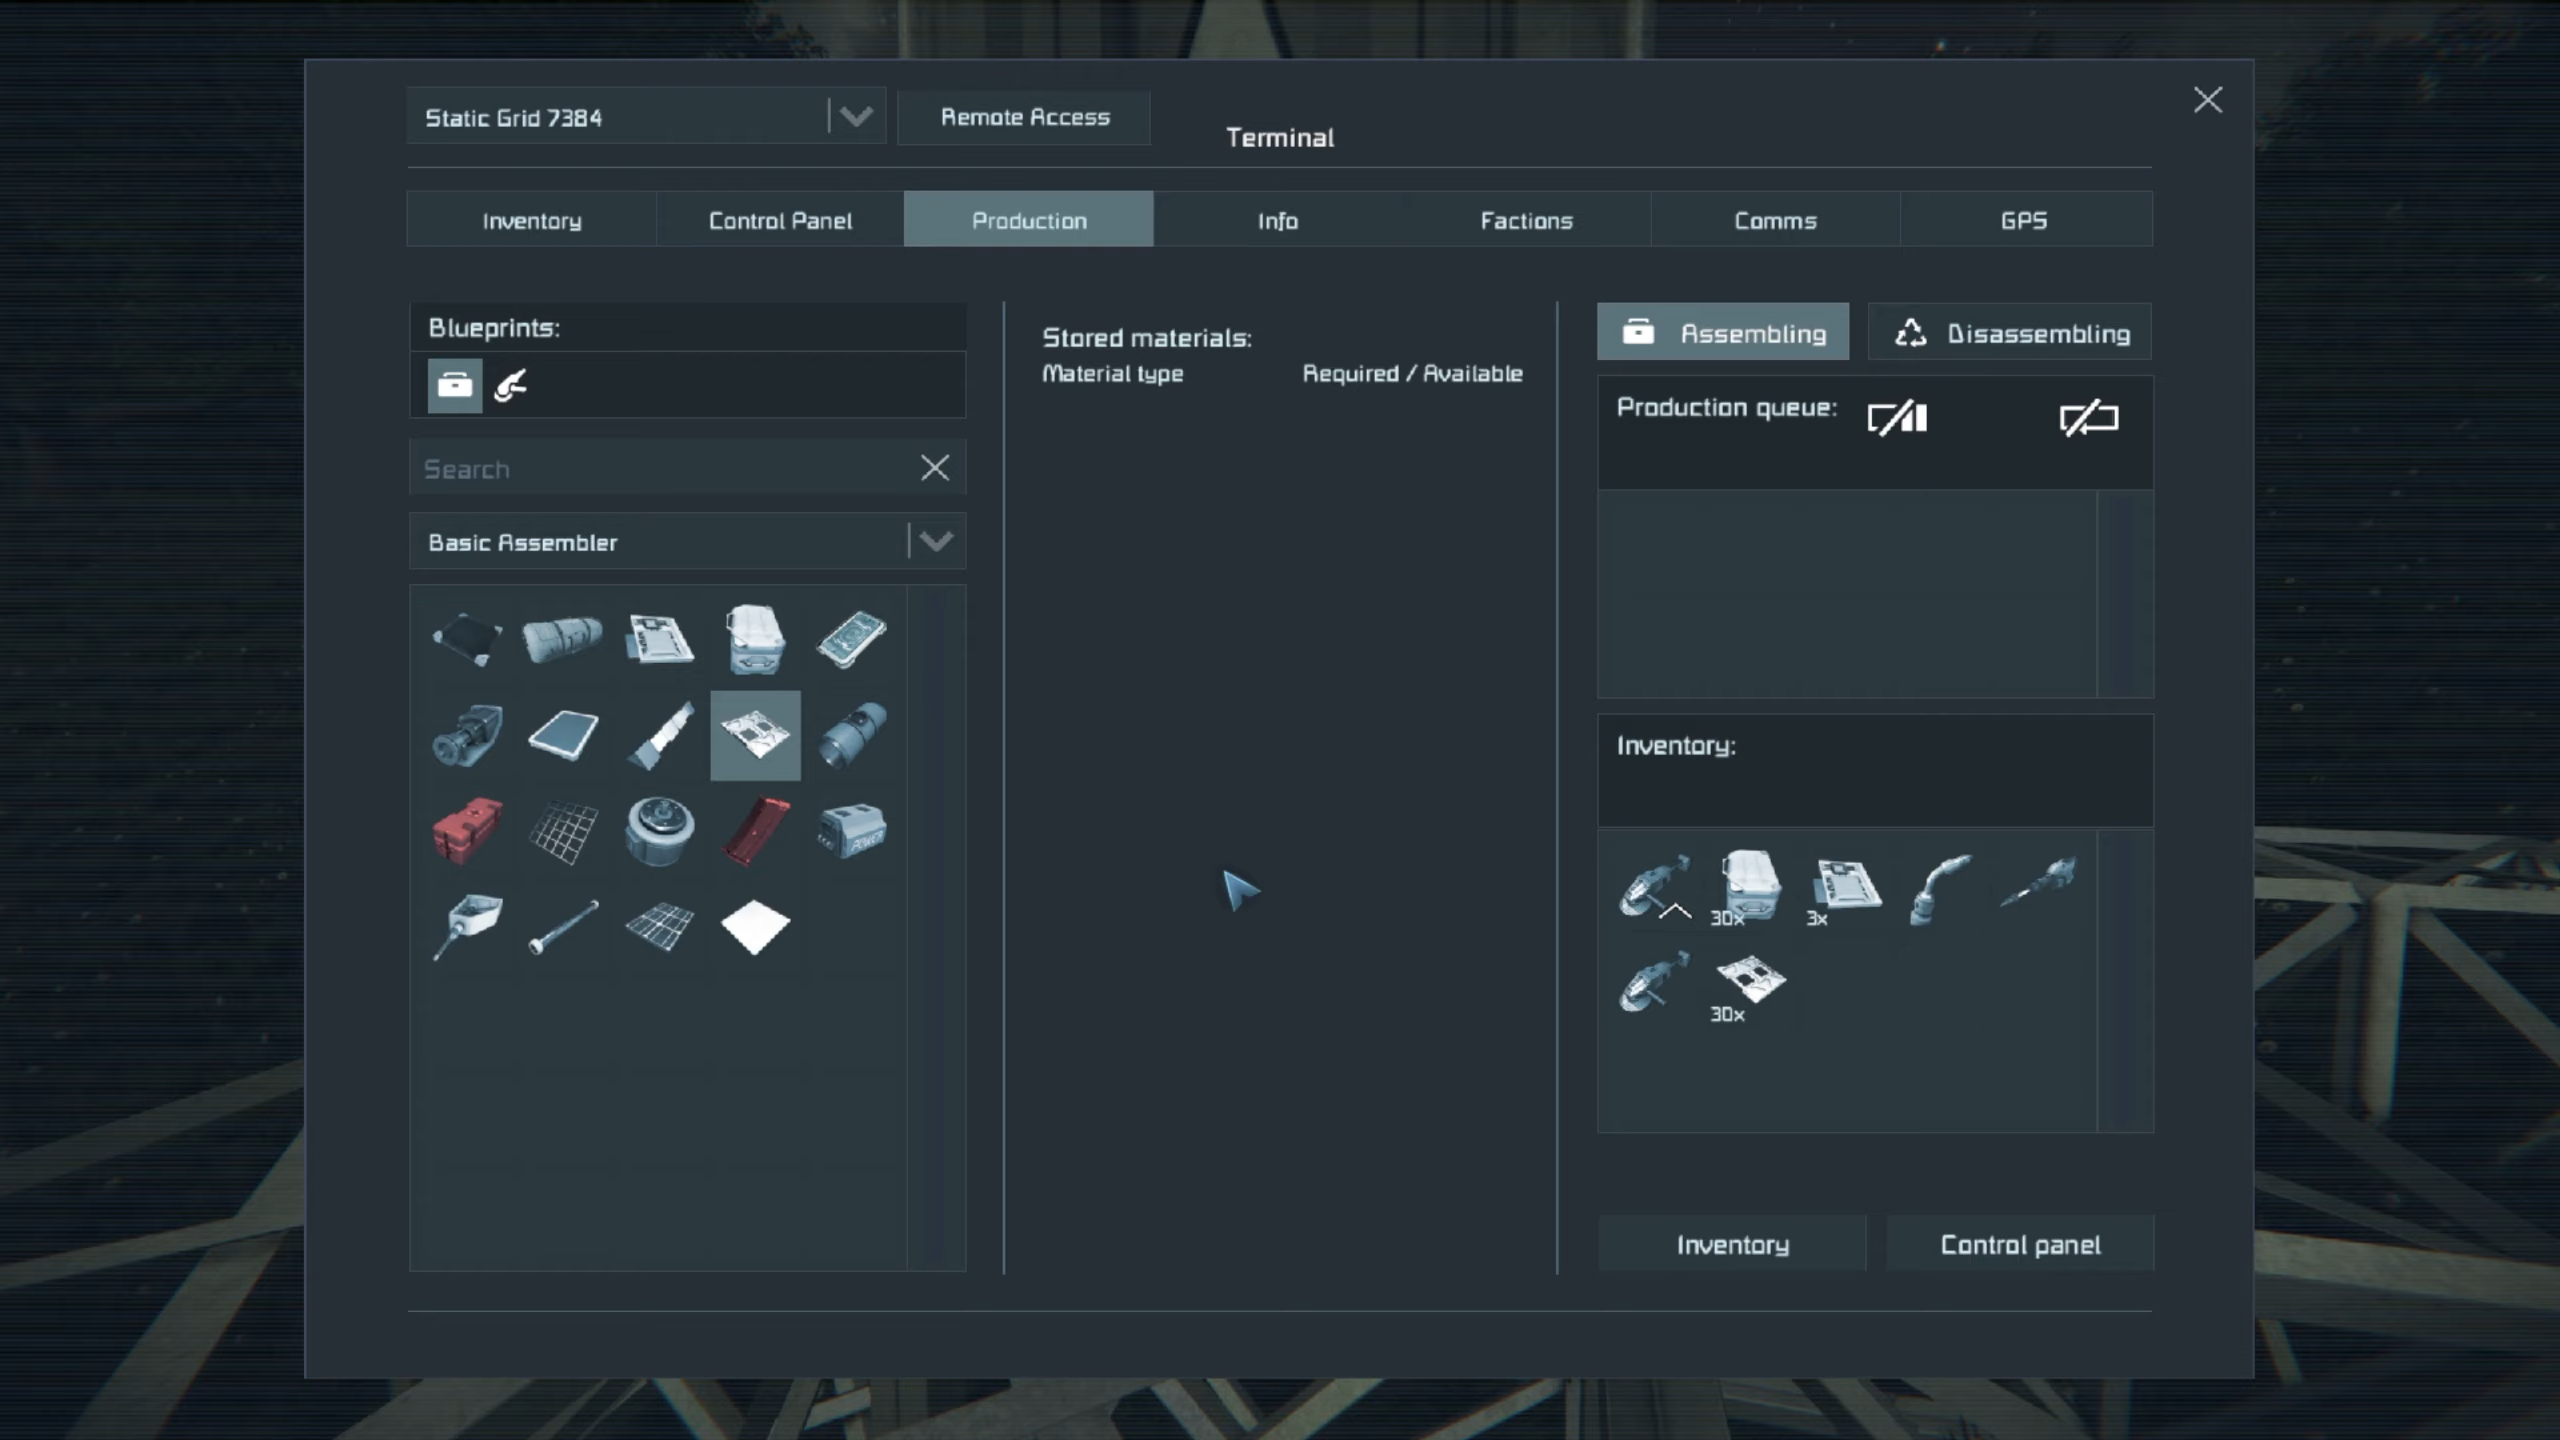 Static Grid 7384
Remote Access
Terminal
Inventory
Control Panel
Production
Info
Factions
Comms
GPS
Blueprints:
Search
Basic Assembler
POWER
Stored materials:
Material type
Required / Available
Assembling
Disassembling
Production queue:
Inventory:
30x
3x
30x
Inventory
Control panel